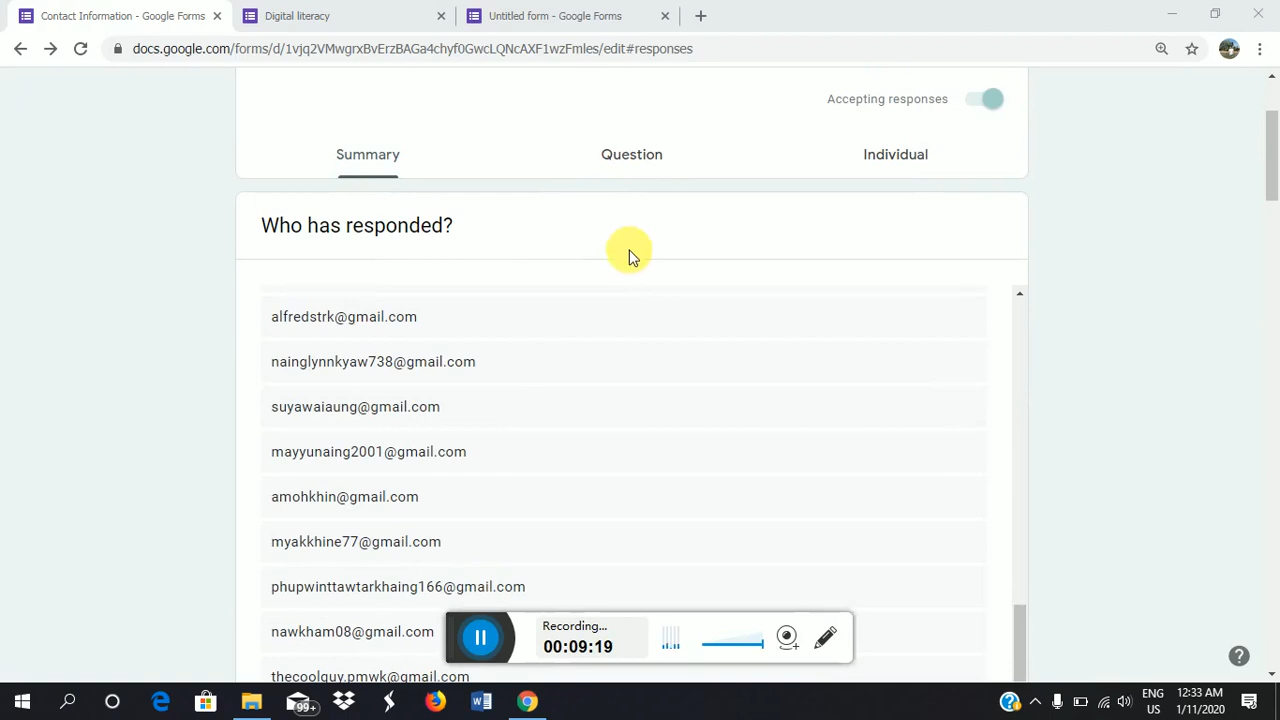 Contact Information - Google Forms
Digital literacy
Untitled form - Google Forms
docs.google.com/forms/d/1vjq2VMwgrxBvErzBAGa4chyf0GwcLQNcAXF1wzFmles/edit#responses
Accepting responses
Summary
Question
Individual
Who has responded?
alfredstrk@gmail.com
nainglynnkyaw738@gmail.com
suyawaiaung@gmail.com
mayyunaing2001@gmail.com
amohkhin@gmail.com
myakkhine77@gmail.com
phupwinttawtarkhaing166@gmail.com
nawkham08@gmail.com
thecoolguy.pmwk@gmail.com
Recording...
00:09:19
99+
ENG
US
12:33 AM
1/11/2020